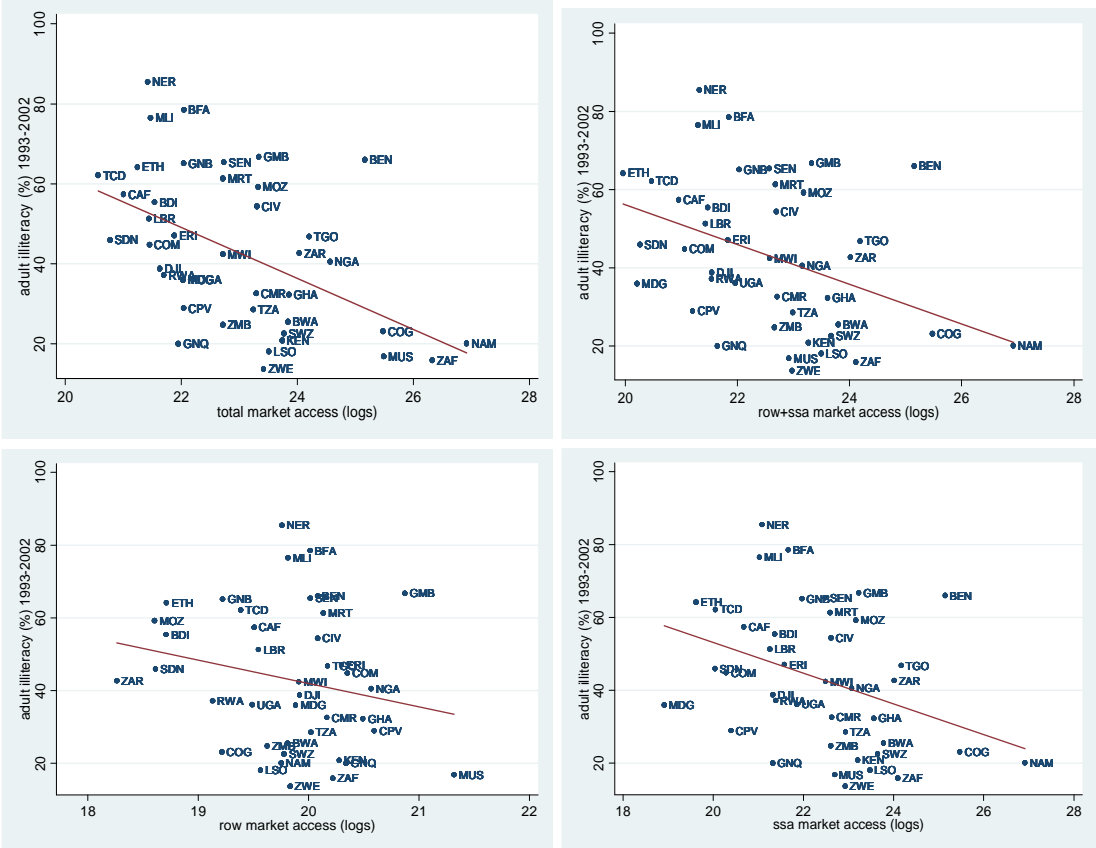 adult illiteracy (%) 1993-2002
100
80
60
40
20
NER
BFA
MLI
ETH
TCD
GNB
SEN
GMB
BEN
MRT
MOZ
CAF
BDI
CIV
LBR
SDN
COM
ERI
TGO
MWI
ZAR
NGA
DJI
RWA
MDG
UGA
CPV
CMR
GHA
TZA
ZMB
BWA
SWZ
KEN
COG
GNQ
LSO
MUS
ZAF
NAM
ZWE
20 22 24 26 28
total market access (logs)
adult illiteracy (%) 1993-2002
100
80
60
40
20
NER
BFA
MLI
ETH
TCD
GNB
SEN
GMB
BEN
MRT
MOZ
CAF
BDI
CIV
LBR
SDN
COM
ERI
TGO
MWI
ZAR
NGA
DJI
RWA
MDG
UGA
CPV
CMR
GHA
TZA
ZMB
BWA
SWZ
KEN
COG
GNQ
LSO
MUS
ZAF
NAM
ZWE
20 22 24 26 28
row+ssa market access (logs)
adult illiteracy (%) 1993-2002
100
80
60
40
20
NER
BFA
MLI
ETH
GNB
TCD
BEN
SEN
GMB
MRT
MOZ
BDI
CAF
CIV
LBR
SDN
TGO
ERI
COM
ZAR
MWI
NGA
DJI
RWA
UGA
MDG
CMR
GHA
TZA
CPV
COG
ZMB
BWA
SWZ
LSO
NAM
KEN
GNQ
ZAF
MUS
ZWE
18 19 20 21 22
row market access (logs)
adult illiteracy (%) 1993-2002
100
80
60
40
20
NER
BFA
MLI
ETH
TCD
GNB
SEN
GMB
BEN
MRT
MOZ
CAF
BDI
CIV
LBR
SDN
COM
ERI
TGO
MWI
ZAR
NGA
DJI
RWA
MDG
UGA
CPV
CMR
GHA
TZA
ZMB
BWA
SWZ
KEN
COG
GNQ
LSO
MUS
ZAF
NAM
ZWE
18 20 22 24 26 28
ssa market access (logs)